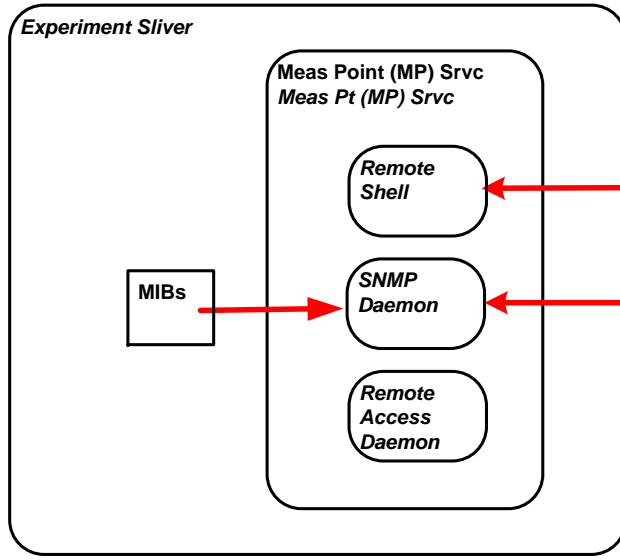 Experiment Sliver
Meas Point (MP) Srvc
Meas Pt (MP) Srvc
Remote
Shell
MIBs
SNMP
Daemon
Remote
Access
Daemon